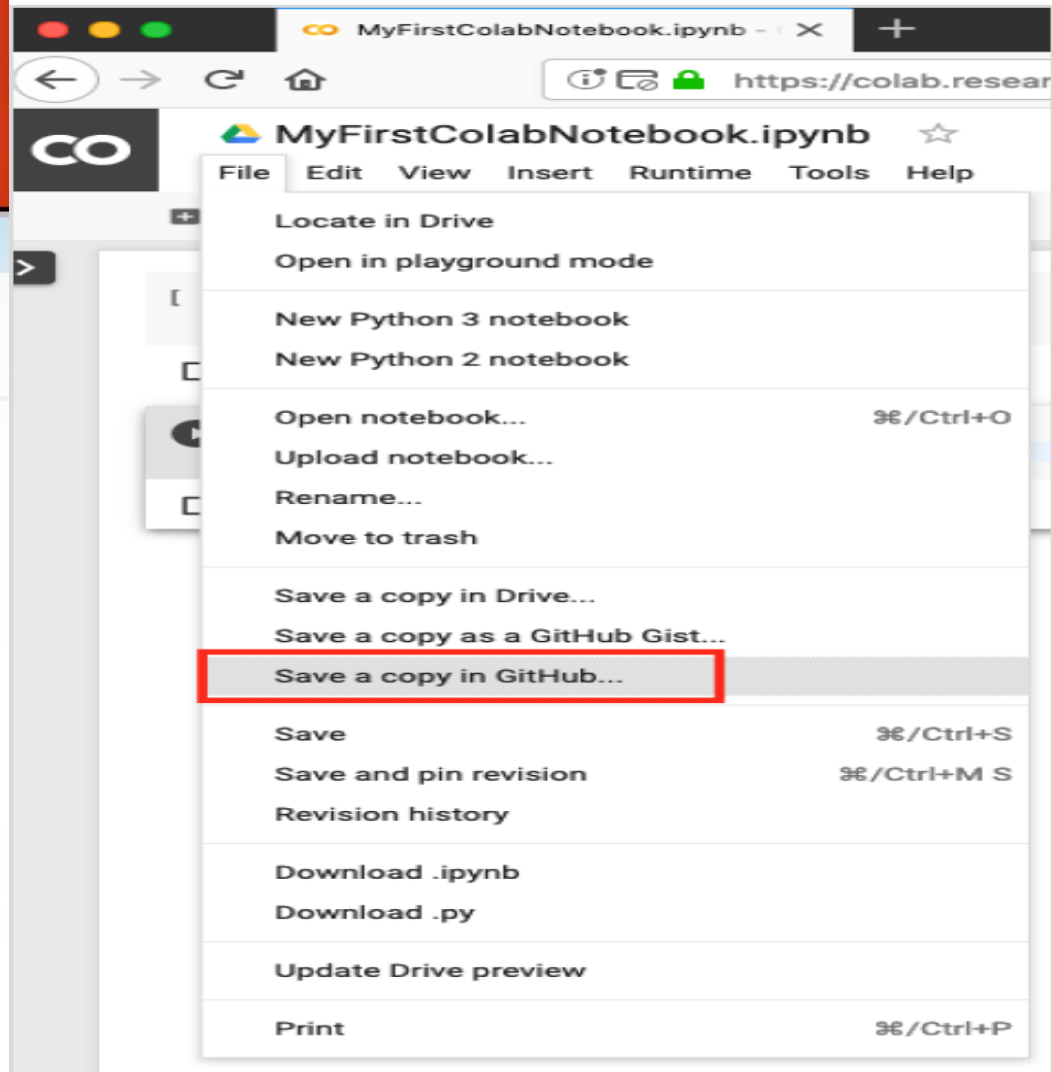 MyFirstColabNotebook.ipynb -
https://colab.resear
CO
MyFirstColabNotebook.ipynb
File Edit View Insert Runtime Tools Help
Locate in Drive
Open in playground mode
[
New Python 3 notebook
New Python 2 notebook
Open notebook... ⌘/Ctrl+O
Upload notebook...
Rename...
Move to trash
Save a copy in Drive...
Save a copy as a GitHub Gist...
Save a copy in GitHub...
Save ⌘/Ctrl+S
Save and pin revision ⌘/Ctrl+M S
Revision history
Download .ipynb
Download .py
Update Drive preview
Print ⌘/Ctrl+P